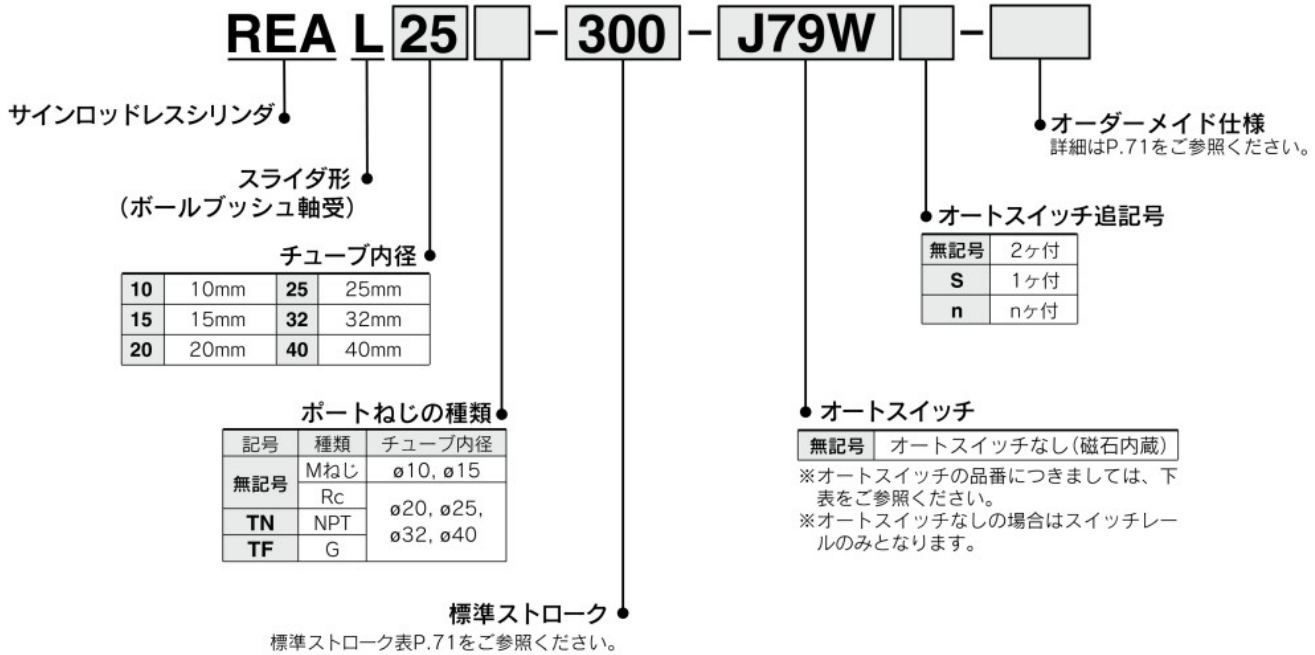 REA L 25 - 300 - J79W -
サインロッドレスシリンダ
オーダーメイド仕様
詳細はP.71をご参照ください。
スライダ形
(ボールブッシュ軸受)
オートスイッチ追記号
無記号 2ヶ付
S 1ヶ付
n nヶ付
チューブ内径
10 10mm 25 25mm
15 15mm 32 32mm
20 20mm 40 40mm
ポートねじの種類
記号 種類 チューブ内径
無記号 Mねじ ø10, ø15
Rc ø20, ø25,
TN NPT ø32, ø40
TF G
オートスイッチ
無記号 オートスイッチなし(磁石内蔵)
※オートスイッチの品番につきましては、下
表をご参照ください。
※オートスイッチなしの場合はスイッチレー
ルのみとなります。
標準ストローク
標準ストローク表P.71をご参照ください。